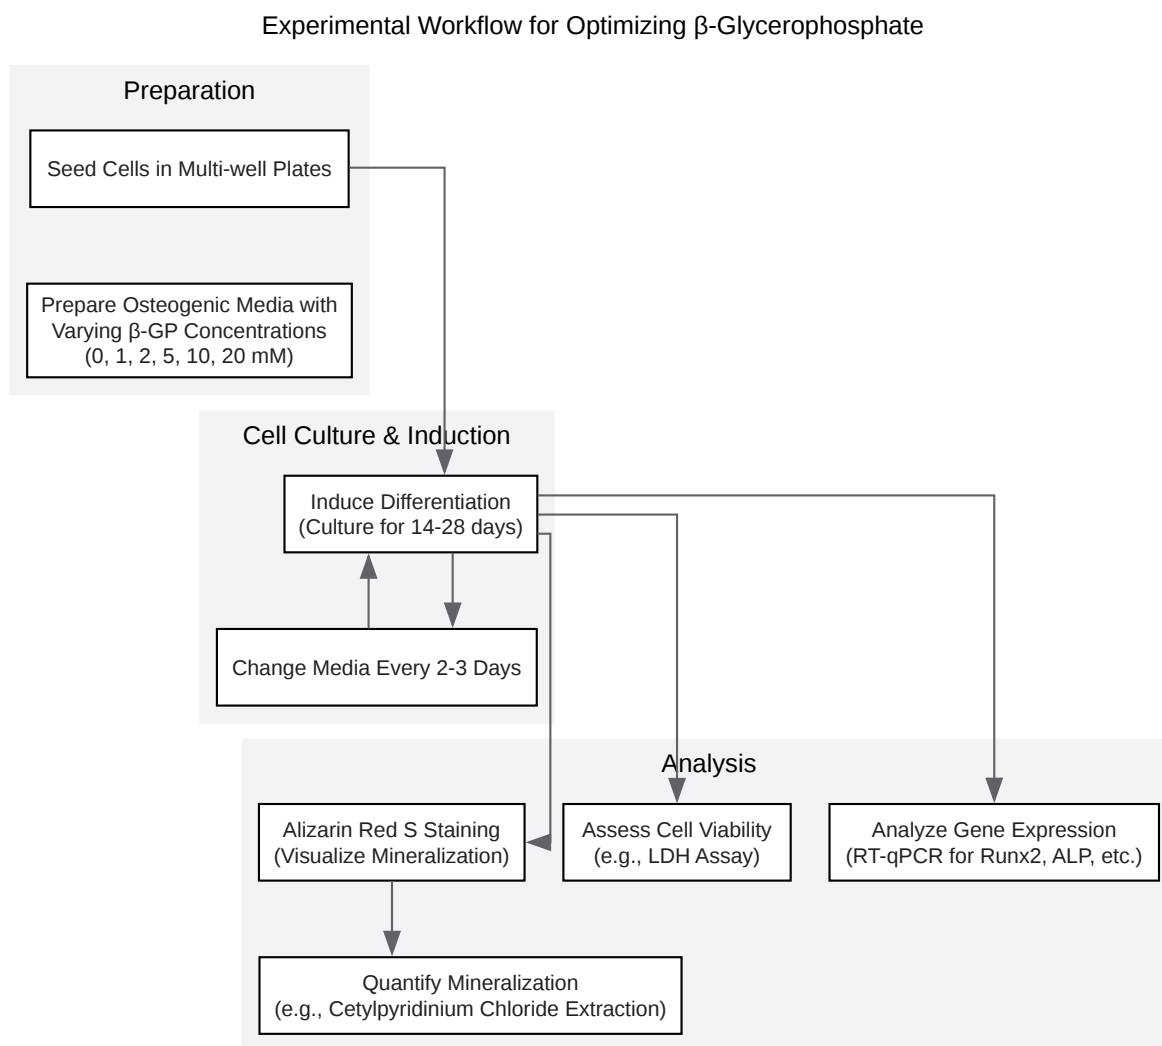 Experimental Workflow for Optimizing β-Glycerophosphate
Preparation
Seed Cells in Multi-well Plates
Prepare Osteogenic Media with
Varying β-GP Concentrations
(0, 1, 2, 5, 10, 20 mM)
Cell Culture & Induction
Induce Differentiation
(Culture for 14-28 days)
Change Media Every 2-3 Days
Analysis
Alizarin Red S Staining
(Visualize Mineralization)
Assess Cell Viability
(e.g., LDH Assay)
Analyze Gene Expression
(RT-qPCR for Runx2, ALP, etc.)
Quantify Mineralization
(e.g., Cetylpyridinium Chloride Extraction)